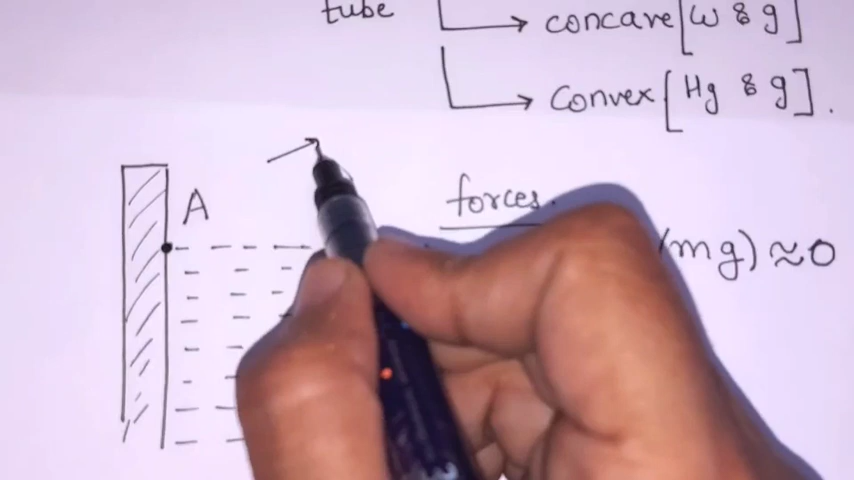 tube concave [W & g]
Convex [Hg & g].
A
forces.
(mg) ≈ 0